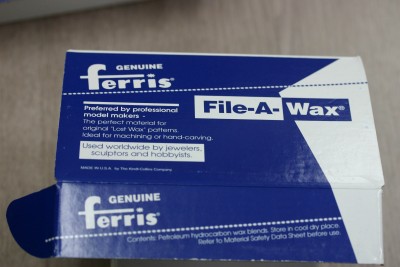 GENUINE
ferris®
File-A-Wax®
Preferred by professional
model makers -
The perfect material for
original "Lost Wax" patterns.
Ideal for machining or hand-carving.
Used worldwide by jewelers,
sculptors and hobbyists.
MADE IN U.S.A. by The Kindt-Collins Company
GENUINE
ferris®
Contents: Petroleum hydrocarbon wax blends. Store in cool dry place.
Refer to Material Safety Data Sheet before use.